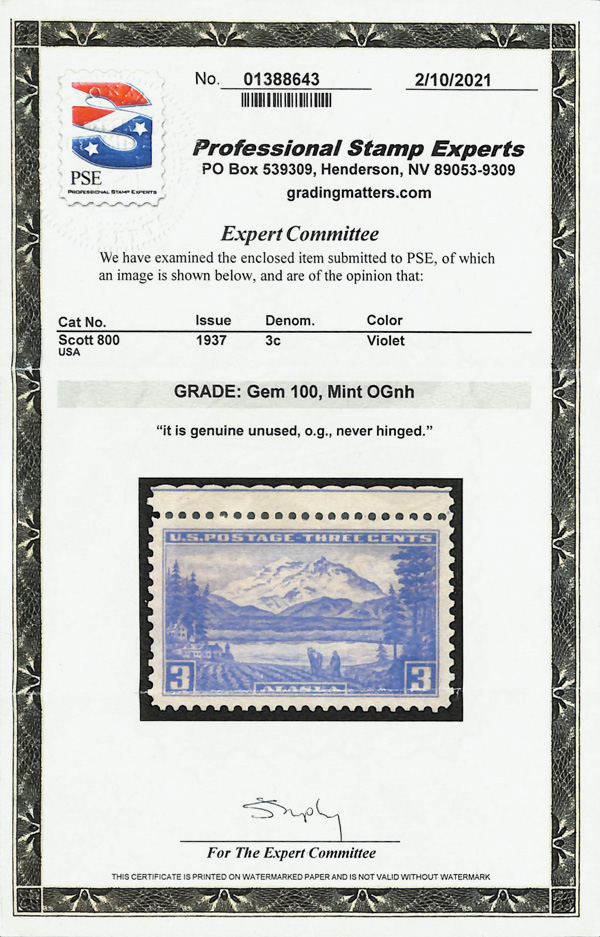 No. 01388643 2/10/2021
PSE
PROFESSIONAL STAMP EXPERTS
Professional Stamp Experts
PO Box 539309, Henderson, NV 89053-9309
gradingmatters.com
Expert Committee
We have examined the enclosed item submitted to PSE, of which
an image is shown below, and are of the opinion that:
Cat No. Issue Denom. Color
Scott 800 1937 3c Violet
USA
GRADE: Gem 100, Mint OGnh
“it is genuine unused, o.g., never hinged.”
U.S.POSTAGE-THREE CENTS
3 ALASKA 3
For The Expert Committee
THIS CERTIFICATE IS PRINTED ON WATERMARKED PAPER AND IS NOT VALID WITHOUT WATERMARK